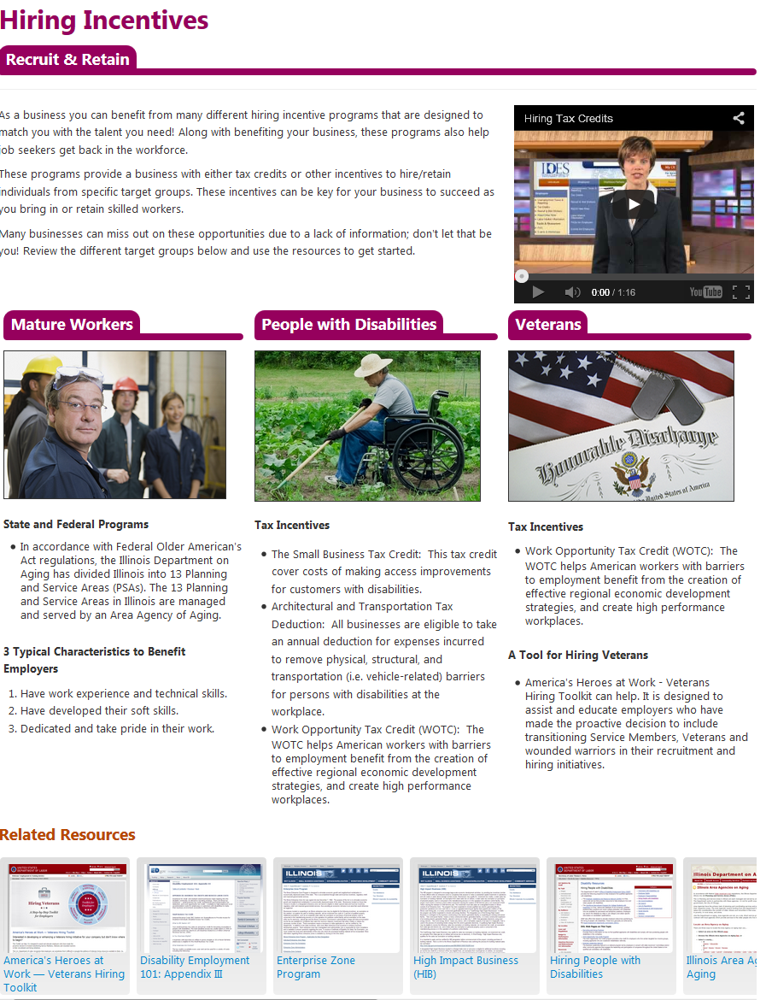 Hiring Incentives
Recruit & Retain
As a business you can benefit from many different hiring incentive programs that are designed to
match you with the talent you need! Along with benefiting your business, these programs also help
job seekers get back in the workforce.
These programs provide a business with either tax credits or other incentives to hire/retain
individuals from specific target groups. These incentives can be key for your business to succeed as
you bring in or retain skilled workers.
Many businesses can miss out on these opportunities due to a lack of information; don't let that be
you! Review the different target groups below and use the resources to get started.
Hiring Tax Credits
IDES
0:00 / 1:16
YouTube
Mature Workers
State and Federal Programs
• In accordance with Federal Older American's
Act regulations, the Illinois Department on
Aging has divided Illinois into 13 Planning
and Service Areas (PSAs). The 13 Planning
and Service Areas in Illinois are managed
and served by an Area Agency of Aging.
3 Typical Characteristics to Benefit
Employers
1. Have work experience and technical skills.
2. Have developed their soft skills.
3. Dedicated and take pride in their work.
People with Disabilities
Tax Incentives
• The Small Business Tax Credit: This tax credit
cover costs of making access improvements
for customers with disabilities.
• Architectural and Transportation Tax
Deduction: All businesses are eligible to take
an annual deduction for expenses incurred
to remove physical, structural, and
transportation (i.e. vehicle-related) barriers
for persons with disabilities at the
workplace.
• Work Opportunity Tax Credit (WOTC): The
WOTC helps American workers with barriers
to employment benefit from the creation of
effective regional economic development
strategies, and create high performance
workplaces.
Veterans
Honorable Discharge
United States of America
Tax Incentives
• Work Opportunity Tax Credit (WOTC): The
WOTC helps American workers with barriers
to employment benefit from the creation of
effective regional economic development
strategies, and create high performance
workplaces.
A Tool for Hiring Veterans
• America's Heroes at Work - Veterans
Hiring Toolkit can help. It is designed to
assist and educate employers who have
made the proactive decision to include
transitioning Service Members, Veterans and
wounded warriors in their recruitment and
hiring initiatives.
Related Resources
Hiring Veterans
A Step-by-Step Toolkit
for Employers
America's Heroes at
Work — Veterans Hiring
Toolkit
Disability Employment
101: Appendix III
ILLINOIS
Enterprise Zone
Program
ILLINOIS
High Impact Business
(HIB)
Hiring People with
Disabilities
Illinois Department on A
Illinois Area Agencies on Aging
Illinois Area Ag
Aging